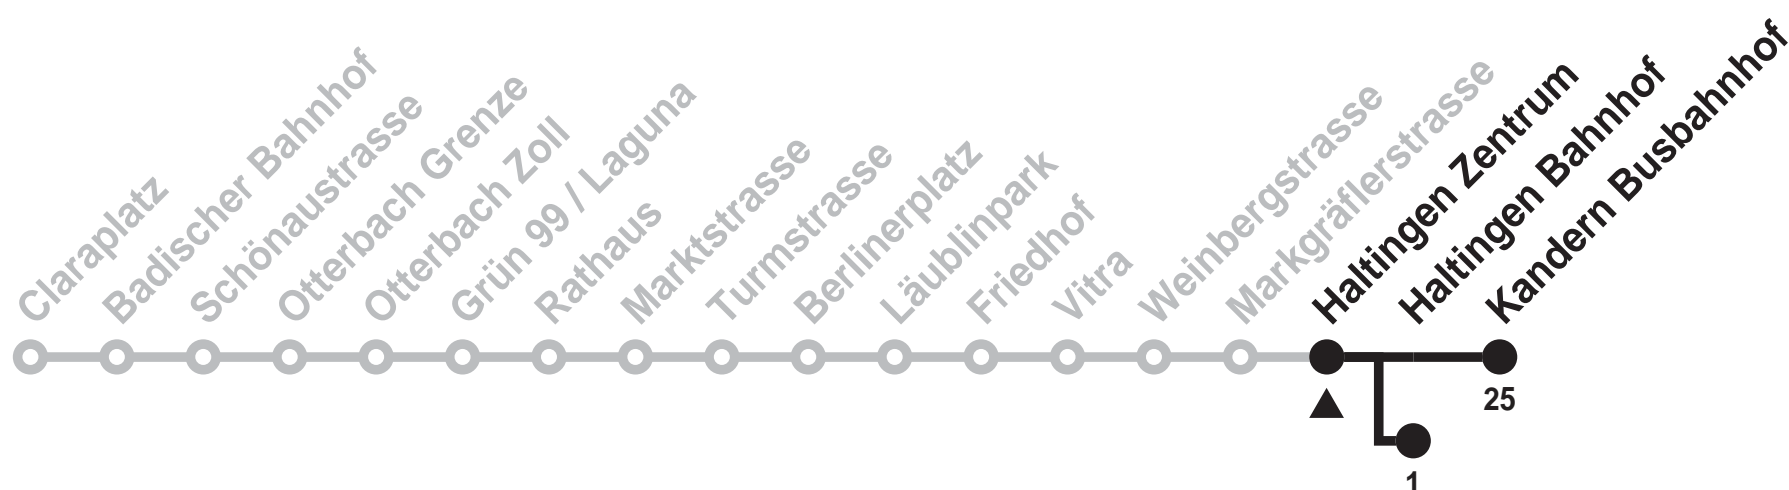 Claraplatz
Badischer Bahnhof
Schönaustrasse
Otterbach Grenze
Otterbach Zoll
Grün 99 / Laguna
Rathaus
Marktstrasse
Turmstrasse
Berlinerplatz
Läublinpark
Friedhof
Vitra
Weinbergstrasse
Markgräflerstrasse
Haltingen Zentrum
Haltingen Bahnhof
Kandern Busbahnhof
25
1